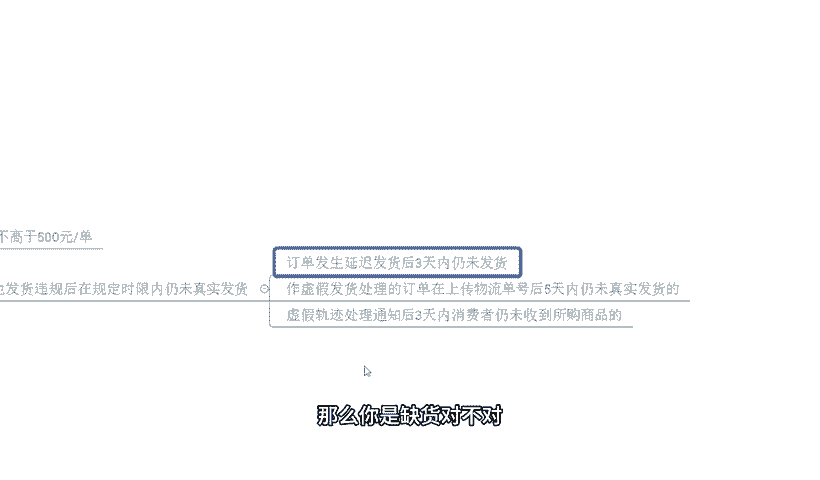 不高于500元/单
订单发生延迟发货后3天内仍未发货
发货违规后在规定时限内仍未真实发货
作虚假发货处理的订单在上传物流单号后5天内仍未真实发货的
虚假轨迹处理通知后3天内消费者仍未收到所购商品的
那么你是缺货对不对